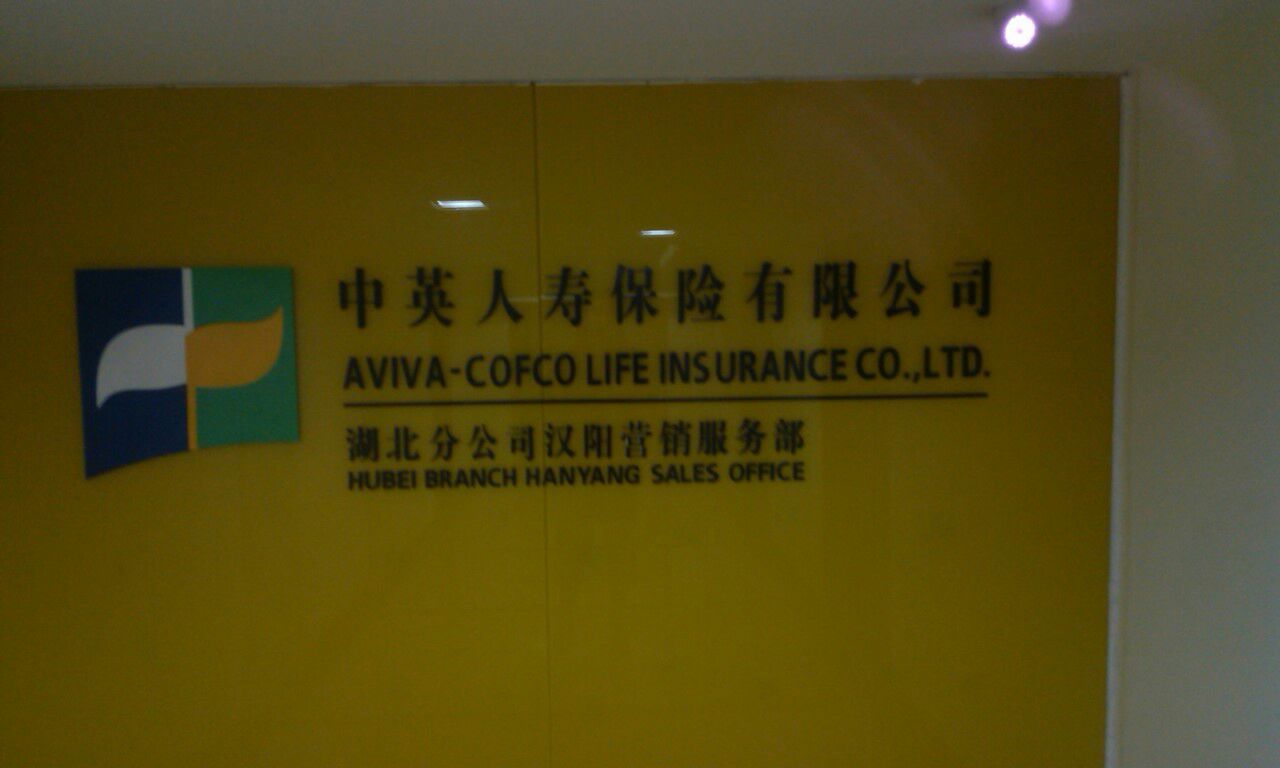 中英人寿保险有限公司
AVIVA-COFCO LIFE INSURANCE CO.,LTD.
湖北分公司汉阳营销服务部
HUBEI BRANCH HANYANG SALES OFFICE